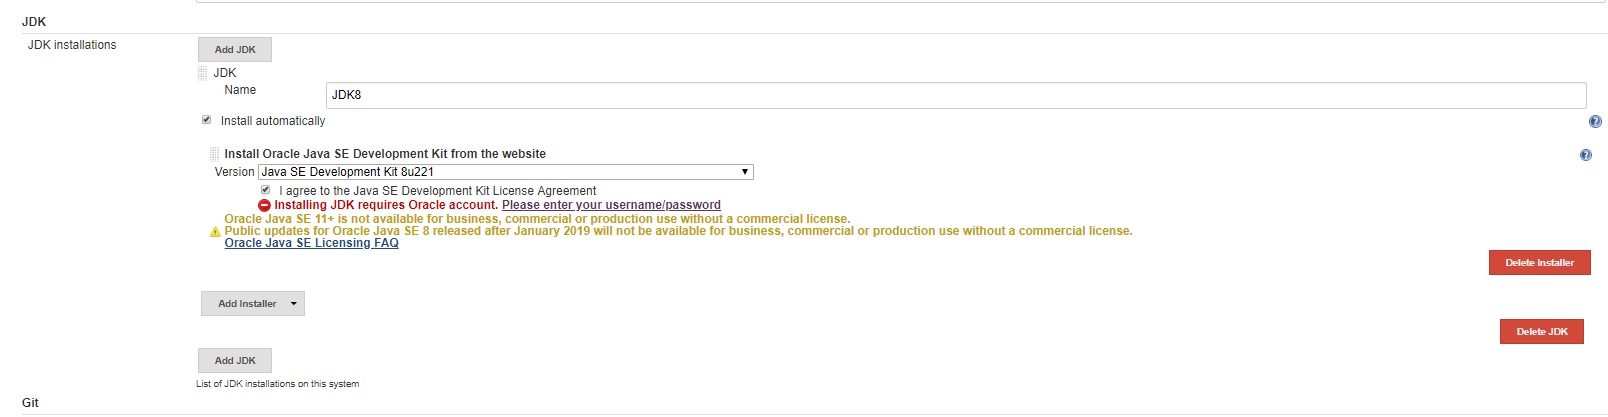 JDK
JDK installations
Add JDK
JDK
Name
JDK8
Install automatically
Install Oracle Java SE Development Kit from the website
Version Java SE Development Kit 8u221
I agree to the Java SE Development Kit License Agreement
Installing JDK requires Oracle account. Please enter your username/password
Oracle Java SE 11+ is not available for business, commercial or production use without a commercial license.
Public updates for Oracle Java SE 8 released after January 2019 will not be available for business, commercial or production use without a commercial license.
Oracle Java SE Licensing FAQ
Delete Installer
Add Installer
Delete JDK
Add JDK
List of JDK installations on this system
Git